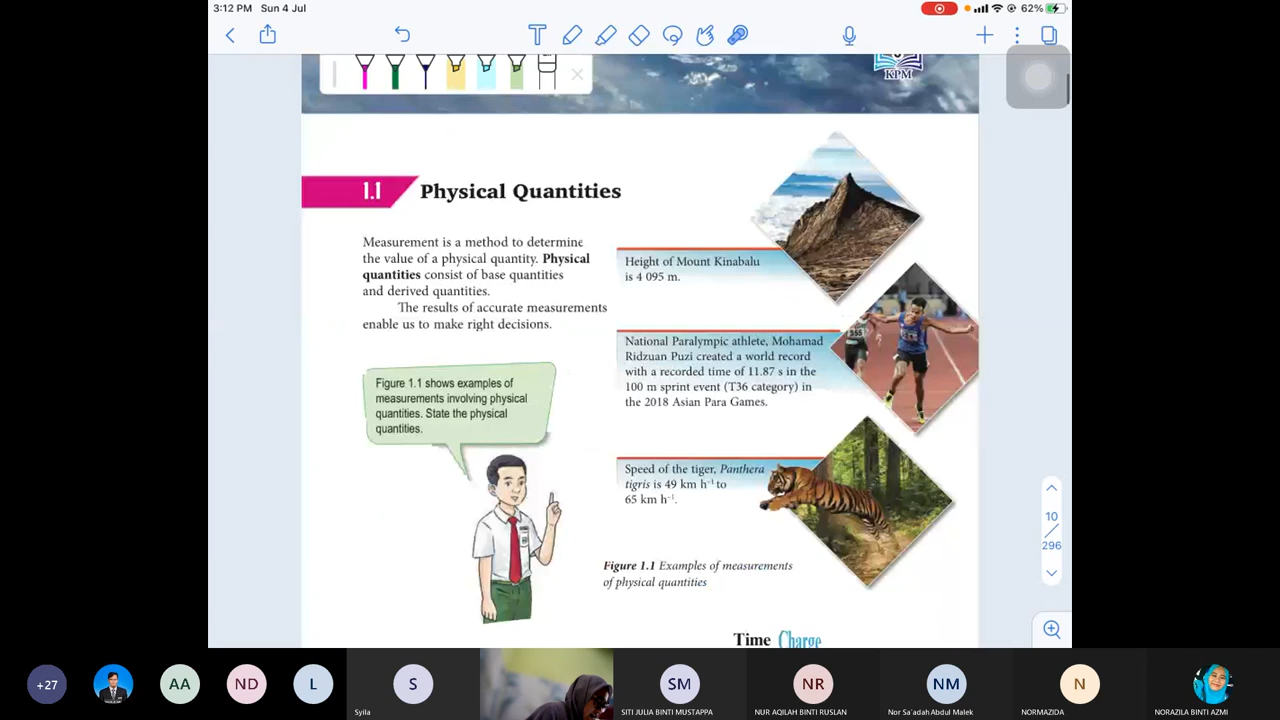 3:12 PM Sun 4 Jul
62%
KPM
1.1 Physical Quantities
Measurement is a method to determine
the value of a physical quantity. Physical
quantities consist of base quantities
and derived quantities.
The results of accurate measurements
enable us to make right decisions.
Height of Mount Kinabalu
is 4 095 m.
National Paralympic athlete, Mohamad
Ridzuan Puzi created a world record
with a recorded time of 11.87 s in the
100 m sprint event (T36 category) in
the 2018 Asian Para Games.
Figure 1.1 shows examples of
measurements involving physical
quantities. State the physical
quantities.
Speed of the tiger, Panthera
tigris is 49 km h⁻¹ to
65 km h⁻¹.
Figure 1.1 Examples of measurements
of physical quantities
Time Charge
10
296
+27
AA
ND
L
S
SM
NR
NM
N
Syila
SITI JULIA BINTI MUSTAPPA
NUR AQILAH BINTI RUSLAN
Nor Sa'adah Abdul Malek
NORMAZIDA
NORAZILA BINTI AZMI